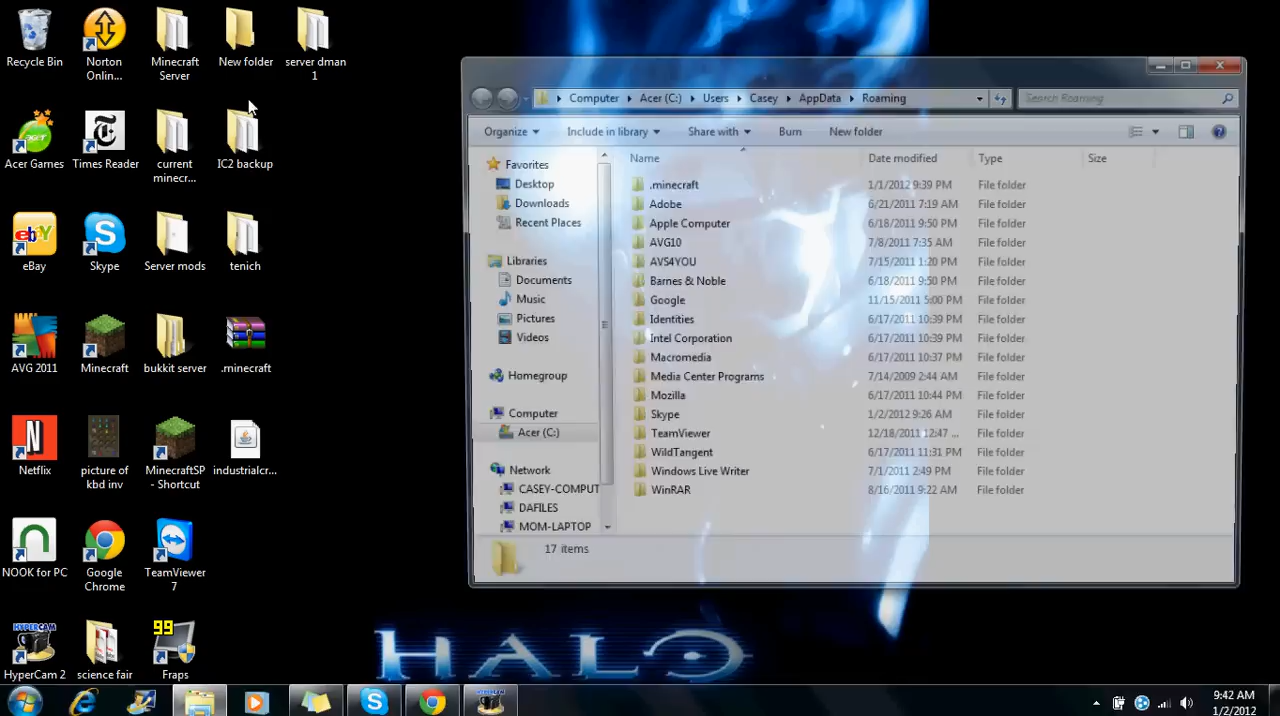 Recycle Bin
Norton
Onlin...
Minecraft
Server
New folder
server dman
1
Acer Games
Times Reader
current
minecr...
IC2 backup
eBay
Skype
Server mods
tenich
AVG 2011
Minecraft
bukkit server
.minecraft
Netflix
picture of
kbd inv
MinecraftSP
- Shortcut
industrialcr...
NOOK for PC
Google
Chrome
TeamViewer
7
HyperCam 2
science fair
99
Fraps
Computer Acer (C:) Users Casey AppData Roaming
Search Roaming
Organize Include in library Share with Burn New folder
Name Date modified Type Size
Favorites
Desktop
Downloads
Recent Places
Libraries
Documents
Music
Pictures
Videos
Homegroup
Computer
Acer (C:)
Network
CASEY-COMPUT
DAFILES
MOM-LAPTOP
.minecraft 1/1/2012 9:39 PM File folder
Adobe 6/21/2011 7:19 AM File folder
Apple Computer 6/18/2011 9:50 PM File folder
AVG10 7/8/2011 7:35 AM File folder
AVS4YOU 7/15/2011 1:20 PM File folder
Barnes & Noble 6/18/2011 9:50 PM File folder
Google 11/15/2011 5:00 PM File folder
Identities 6/17/2011 10:39 PM File folder
Intel Corporation 6/17/2011 10:39 PM File folder
Macromedia 6/17/2011 10:37 PM File folder
Media Center Programs 7/14/2009 2:44 AM File folder
Mozilla 6/17/2011 10:44 PM File folder
Skype 1/2/2012 9:26 AM File folder
TeamViewer 12/18/2011 12:47 ... File folder
WildTangent 6/17/2011 11:31 PM File folder
Windows Live Writer 7/1/2011 2:49 PM File folder
WinRAR 8/16/2011 9:22 AM File folder
17 items
HALO
9:42 AM
1/2/2012